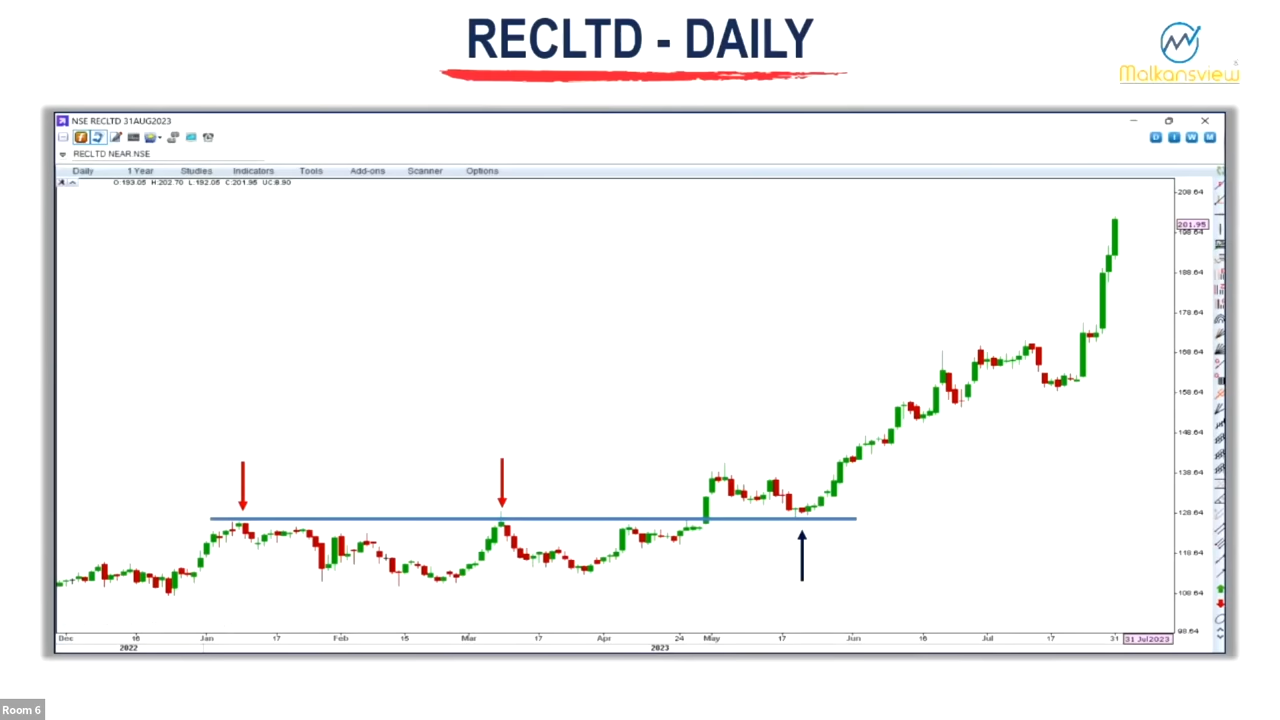 RECLTD - DAILY
Malkansview
NSE RECLTD 31AUG2023
D I W M
RECLTD NEAR NSE
Daily 1 Year Studies Indicators Tools Add-ons Scanner Options
O:193.05 H:202.70 L:192.05 C:201.95 UC:8.90
208.64
201.95
198.64
188.64
178.64
168.64
158.64
148.64
138.64
128.64
118.64
108.64
98.64
Dec 16 Jan 17 Feb 15 Mar 17 Apr 24 May 17 Jun 16 Jul 17 31 31 Jul2023
2022 2023
Room 6